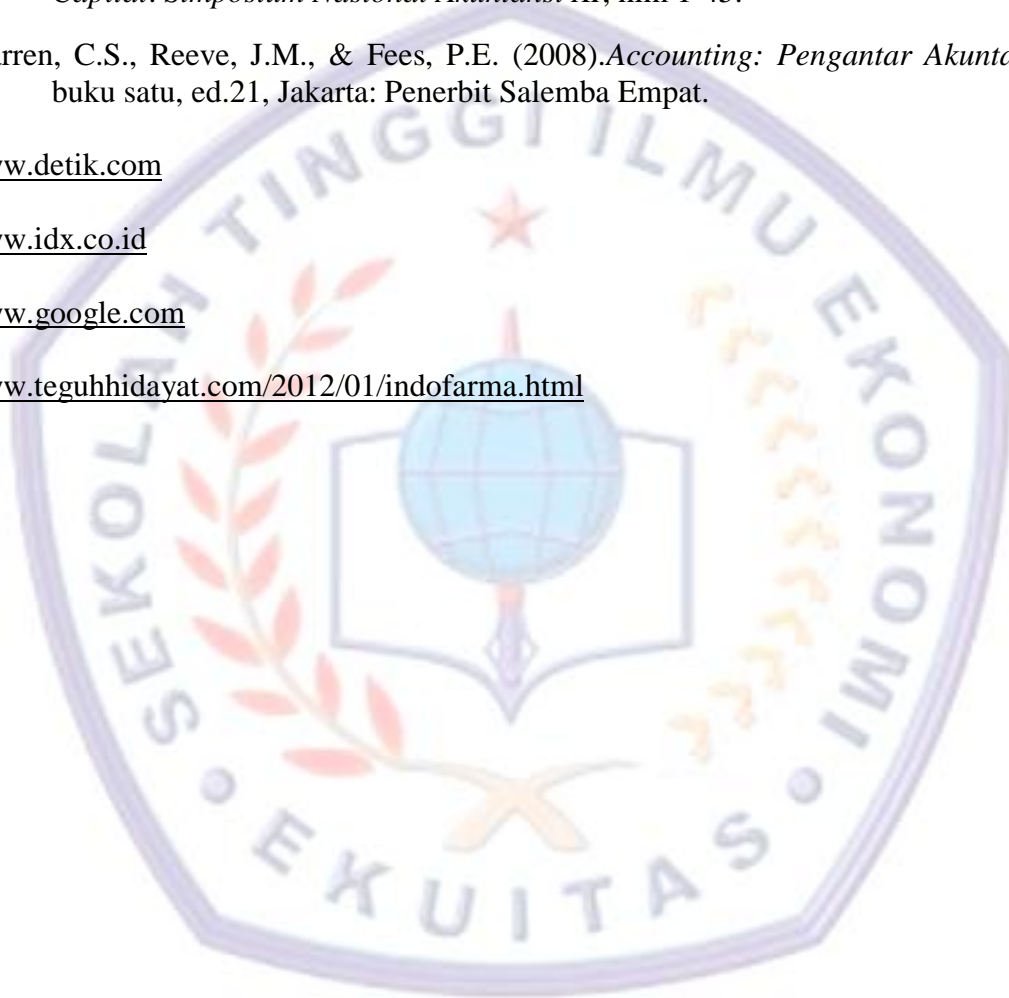 Capital. Simposium Nasional Akuntansi XI, hlm 1-45.
rren, C.S., Reeve, J.M., & Fees, P.E. (2008).Accounting: Pengantar Akunta
buku satu, ed.21, Jakarta: Penerbit Salemba Empat.
w.detik.com
w.idx.co.id
w.google.com
w.teguhhidayat.com/2012/01/indofarma.html
SEKOLAH TINGGI ILMU EKONOMI
EKUITAS